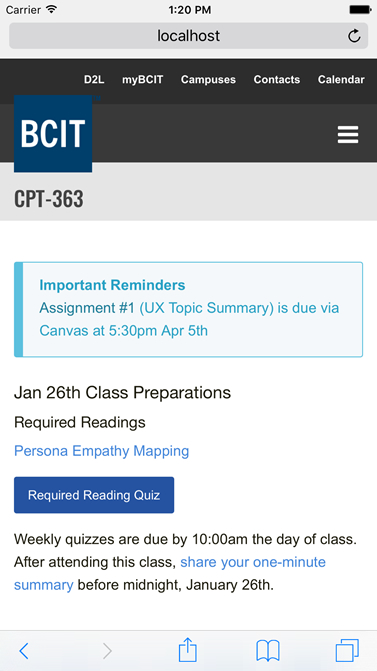 Carrier 1:20 PM
localhost
D2L myBCIT Campuses Contacts Calendar
BCIT
CPT-363
Important Reminders
Assignment #1 (UX Topic Summary) is due via
Canvas at 5:30pm Apr 5th
Jan 26th Class Preparations
Required Readings
Persona Empathy Mapping
Required Reading Quiz
Weekly quizzes are due by 10:00am the day of class.
After attending this class, share your one-minute
summary before midnight, January 26th.